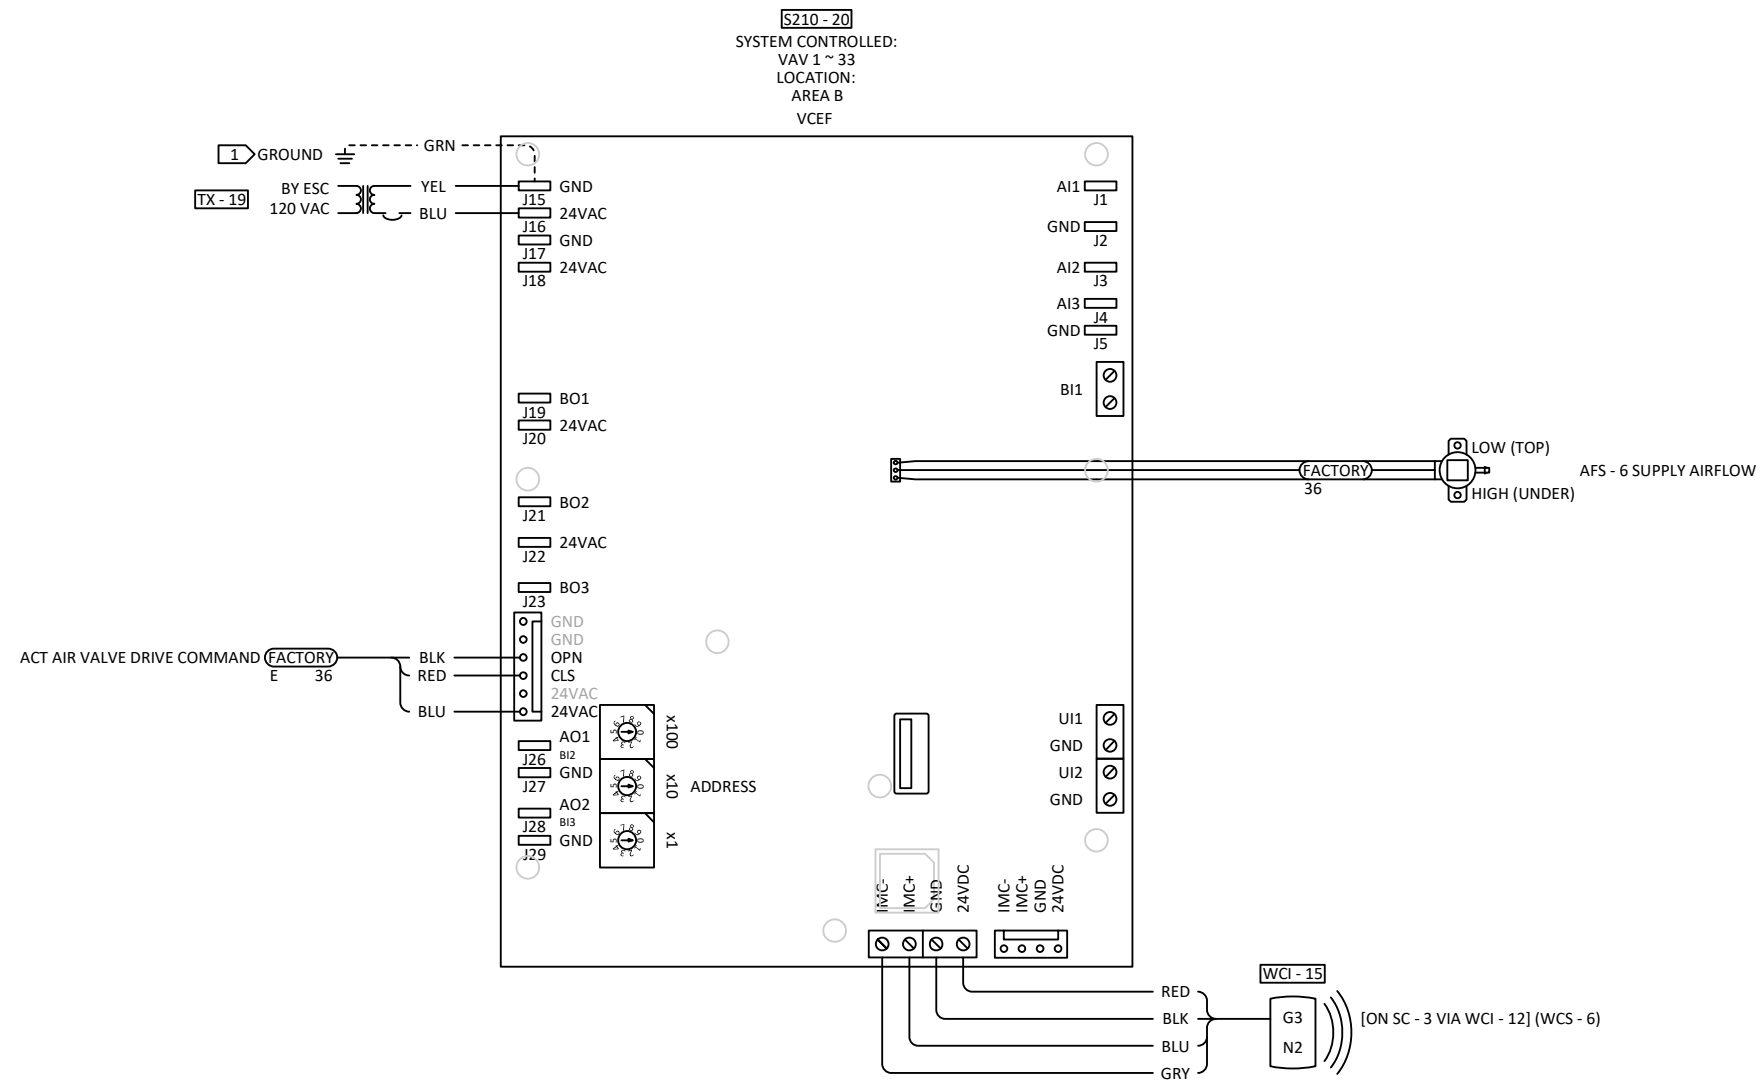 S210 - 20
SYSTEM CONTROLLED:
VAV 1 ~ 33
LOCATION:
AREA B
VCEF
1 GROUND
GRN
TX - 19
BY ESC
120 VAC
YEL
BLU
GND
J15
24VAC
J16
GND
J17
24VAC
J18
BO1
J19
24VAC
J20
BO2
J21
24VAC
J22
BO3
J23
GND
GND
OPN
CLS
24VAC
24VAC
ACT AIR VALVE DRIVE COMMAND
FACTORY
E 36
BLK
RED
BLU
AO1
J26 BI2
GND
J27
AO2
J28 BI3
GND
J29
x100
x10
x1
ADDRESS
AI1
J1
GND
J2
AI2
J3
AI3
J4
GND
J5
BI1
FACTORY
36
LOW (TOP)
HIGH (UNDER)
AFS - 6 SUPPLY AIRFLOW
UI1
GND
UI2
GND
IMC-
IMC+
GND
24VDC
IMC-
IMC+
GND
24VDC
RED
BLK
BLU
GRY
WCI - 15
G3
N2
[ON SC - 3 VIA WCI - 12] (WCS - 6)